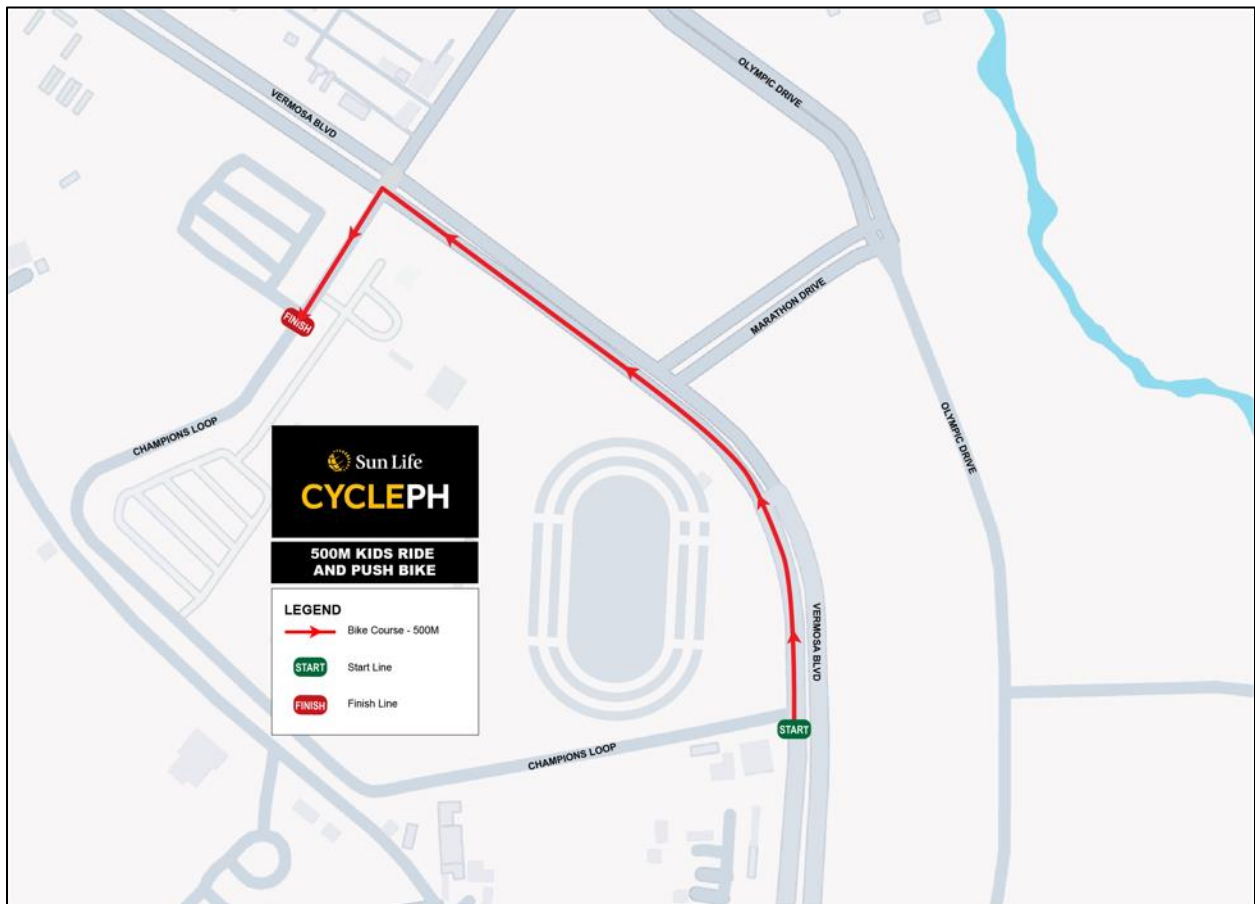 OLYMPIC DRIVE
VERMOSA BLVD
MARATHON DRIVE
FINISH
CHAMPIONS LOOP
OLYMPIC DRIVE
Sun Life
CYCLEPH
500M KIDS RIDE
AND PUSH BIKE
LEGEND
Bike Course - 500M
START Start Line
FINISH Finish Line
VERMOSA BLVD
START
CHAMPIONS LOOP